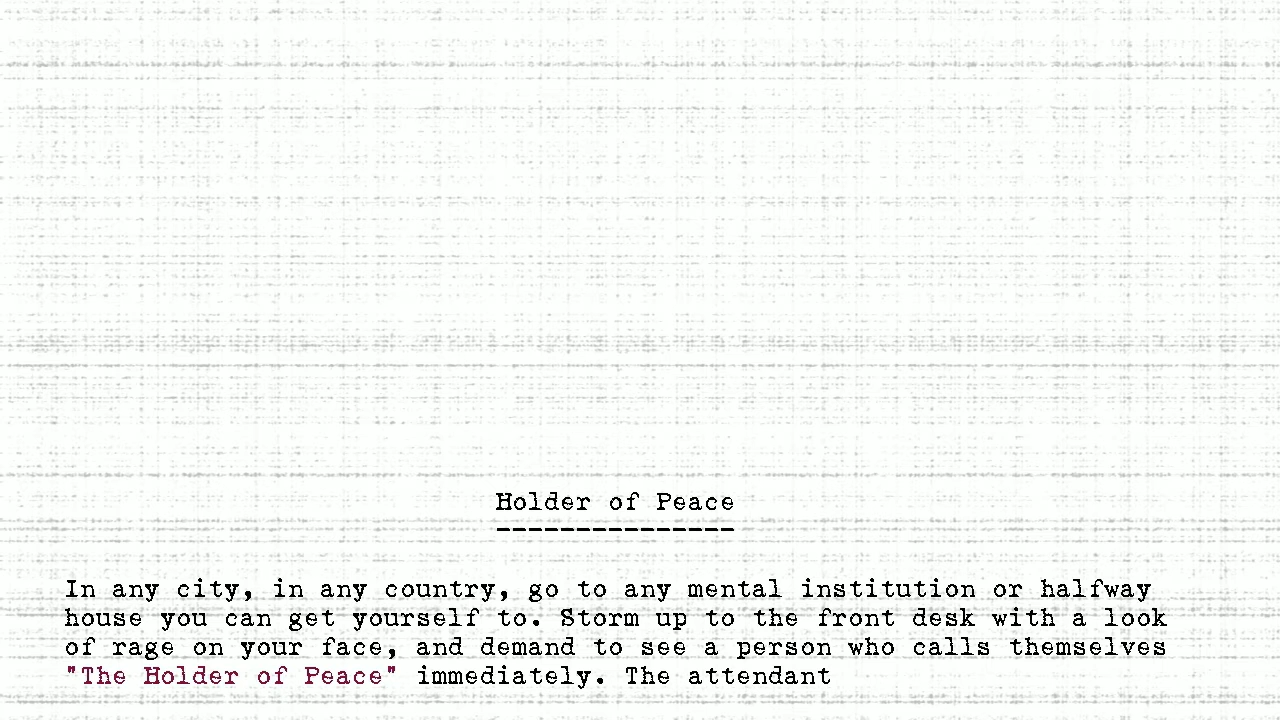 Holder of Peace
---------------
In any city, in any country, go to any mental institution or halfway
house you can get yourself to. Storm up to the front desk with a look
of rage on your face, and demand to see a person who calls themselves
"The Holder of Peace" immediately. The attendant